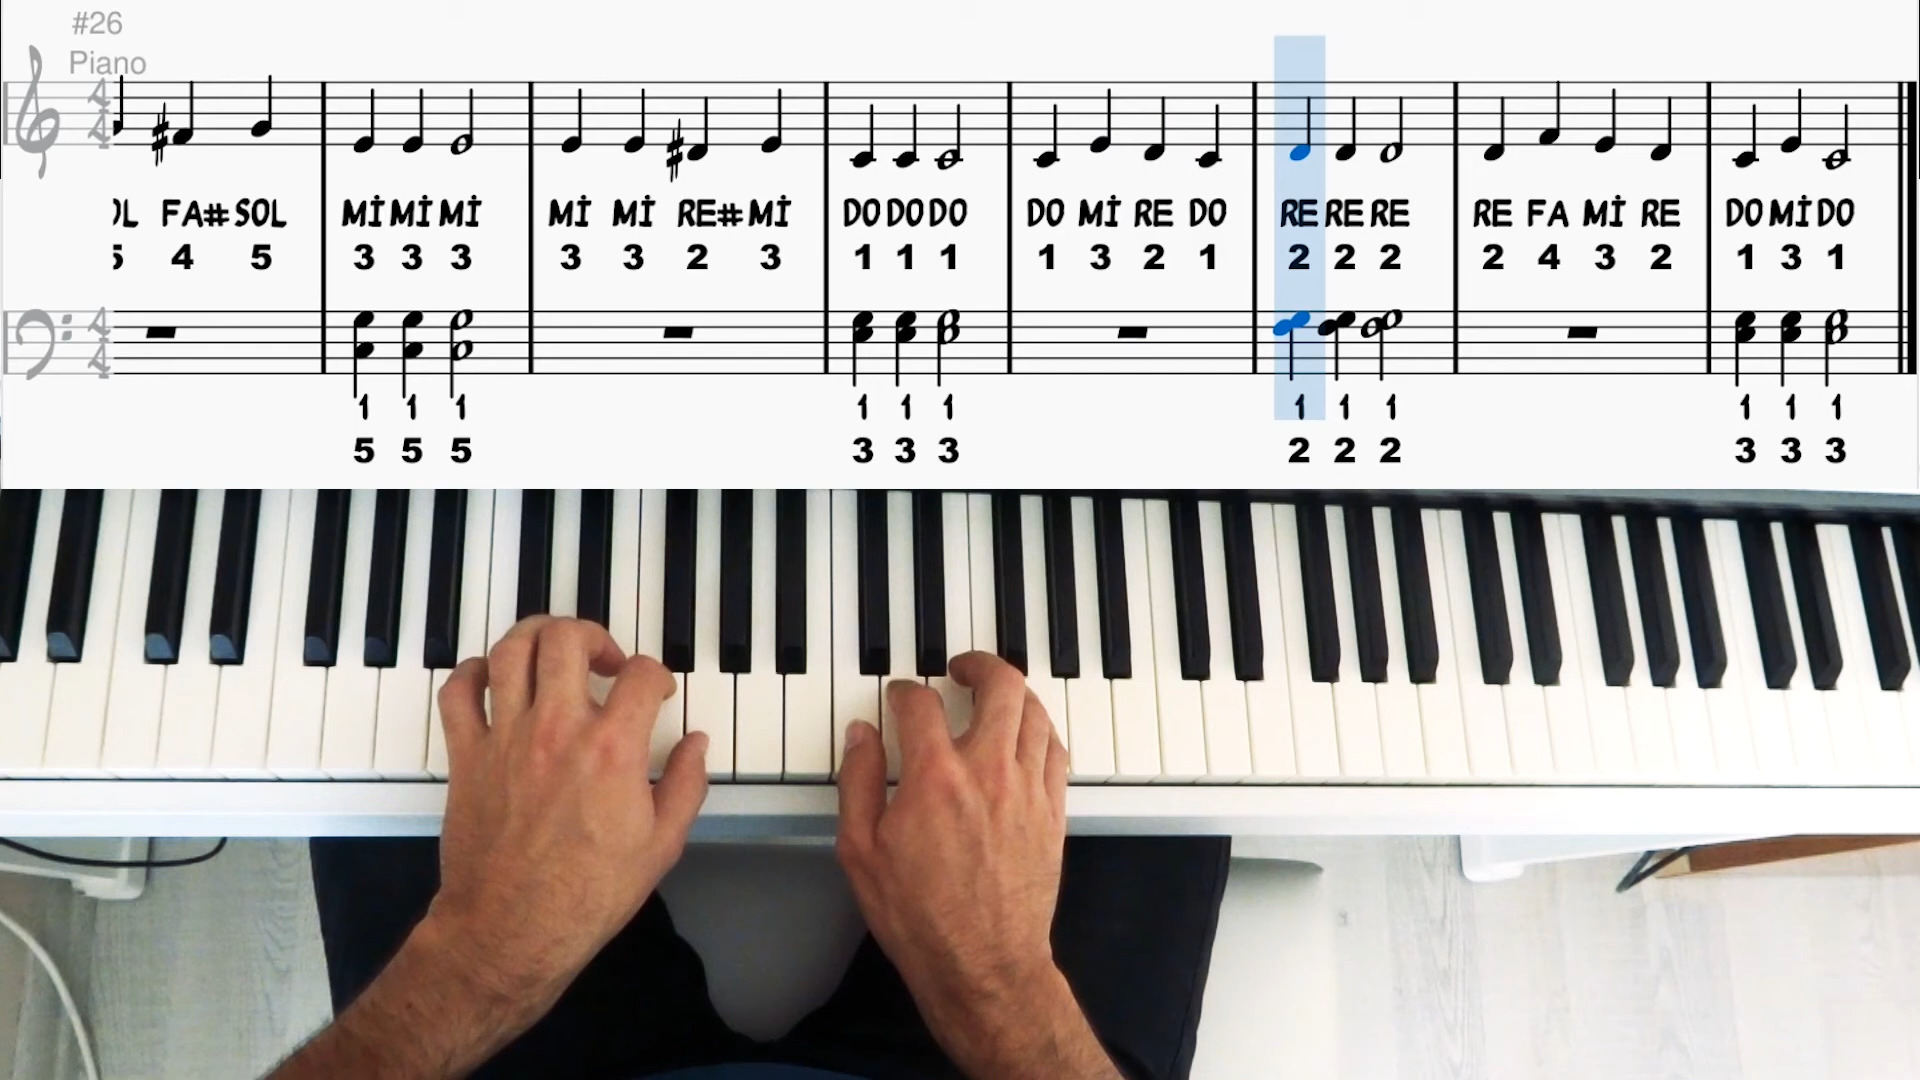 #26
Piano
FA# SOL Mİ Mİ Mİ Mİ Mİ RE# Mİ DO DO DO DO Mİ RE DO RE RE RE RE FA Mİ RE DO Mİ DO
5 4 5 3 3 3 3 3 2 3 1 1 1 1 3 2 1 2 2 2 2 4 3 2 1 3 1
1 1 1 1 1 1 1 1 1 1 1 1
5 5 5 3 3 3 2 2 2 3 3 3